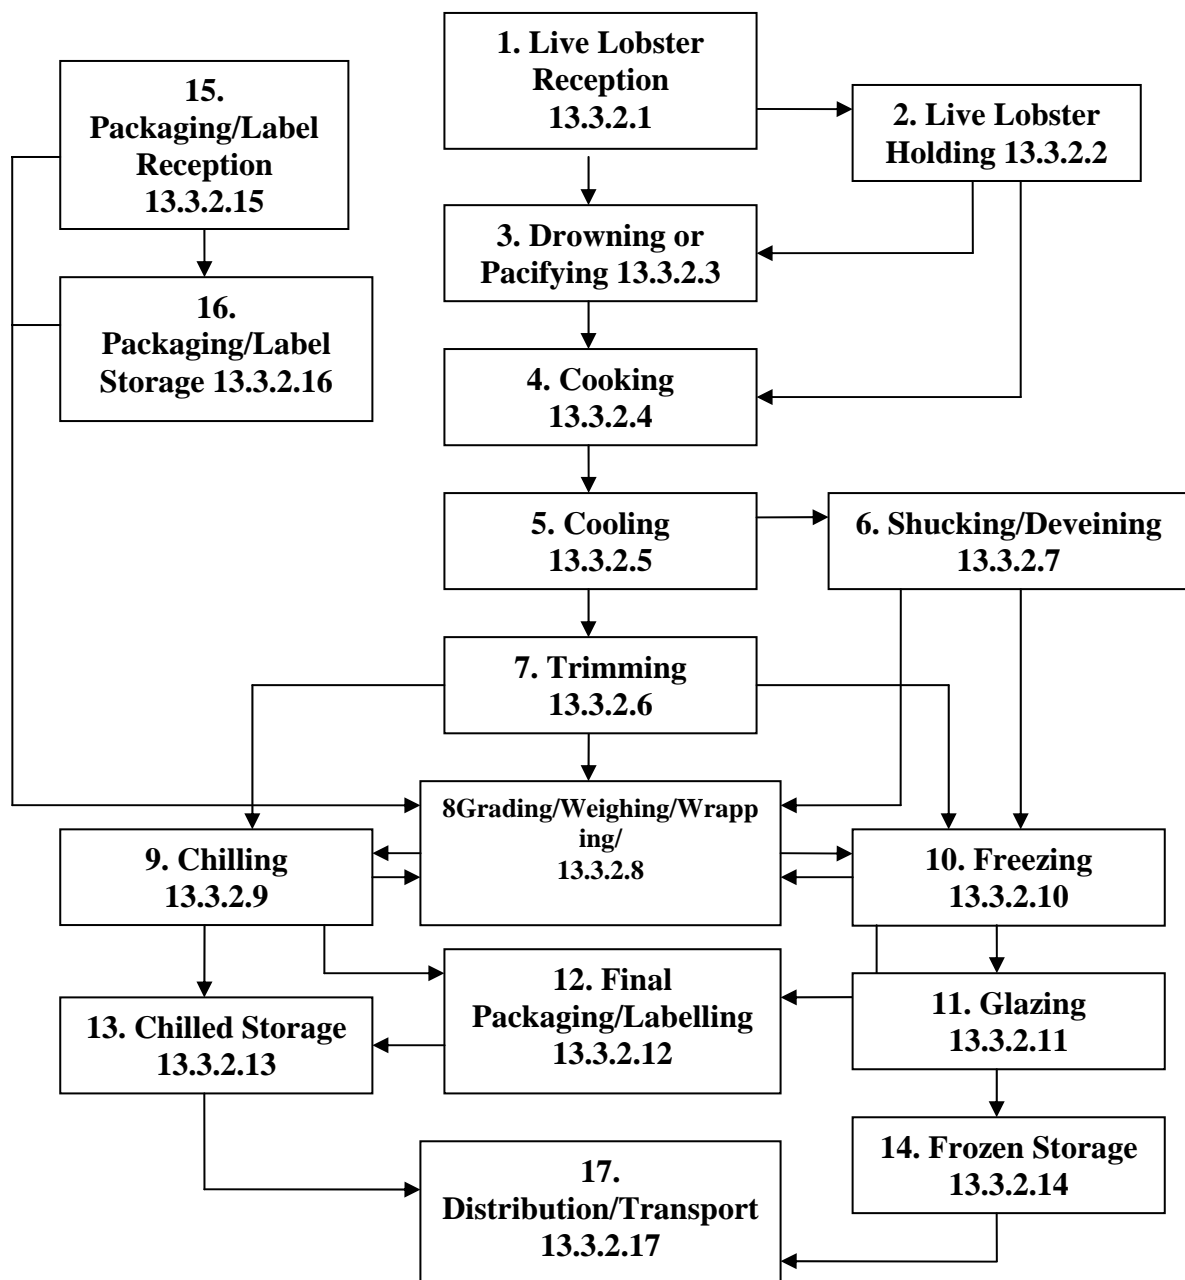 1. Live Lobster
Reception
13.3.2.1
15.
Packaging/Label
Reception
13.3.2.15
2. Live Lobster
Holding 13.3.2.2
3. Drowning or
Pacifying 13.3.2.3
16.
Packaging/Label
Storage 13.3.2.16
4. Cooking
13.3.2.4
5. Cooling
13.3.2.5
6. Shucking/Deveining
13.3.2.7
7. Trimming
13.3.2.6
8Grading/Weighing/Wrapp
ing/
13.3.2.8
9. Chilling
13.3.2.9
10. Freezing
13.3.2.10
12. Final
Packaging/Labelling
13.3.2.12
11. Glazing
13.3.2.11
13. Chilled Storage
13.3.2.13
14. Frozen Storage
13.3.2.14
17.
Distribution/Transport
13.3.2.17